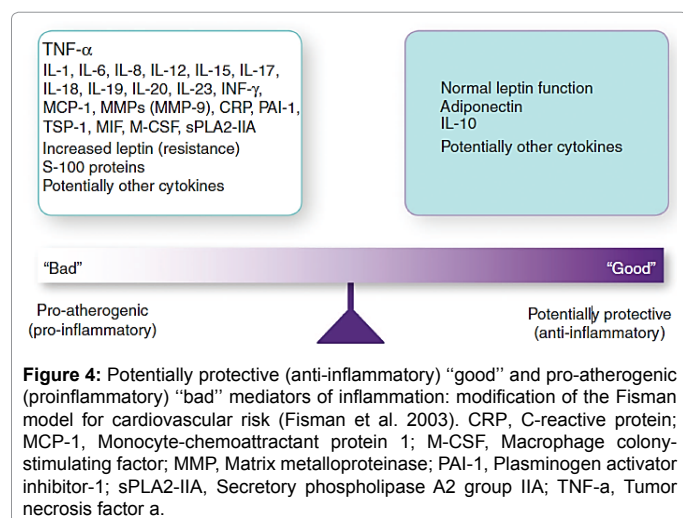 TNF-α
IL-1, IL-6, IL-8, IL-12, IL-15, IL-17,
IL-18, IL-19, IL-20, IL-23, INF-γ,
MCP-1, MMPs (MMP-9), CRP, PAI-1,
TSP-1, MIF, M-CSF, sPLA2-IIA
Increased leptin (resistance)
S-100 proteins
Potentially other cytokines
Normal leptin function
Adiponectin
IL-10
Potentially other cytokines
“Bad”
“Good”
Pro-atherogenic
(pro-inflammatory)
Potentially protective
(anti-inflammatory)
Figure 4: Potentially protective (anti-inflammatory) ‘‘good’’ and pro-atherogenic
(proinflammatory) ‘‘bad’’ mediators of inflammation: modification of the Fisman
model for cardiovascular risk (Fisman et al. 2003). CRP, C-reactive protein;
MCP-1, Monocyte-chemoattractant protein 1; M-CSF, Macrophage colony-
stimulating factor; MMP, Matrix metalloproteinase; PAI-1, Plasminogen activator
inhibitor-1; sPLA2-IIA, Secretory phospholipase A2 group IIA; TNF-a, Tumor
necrosis factor a.